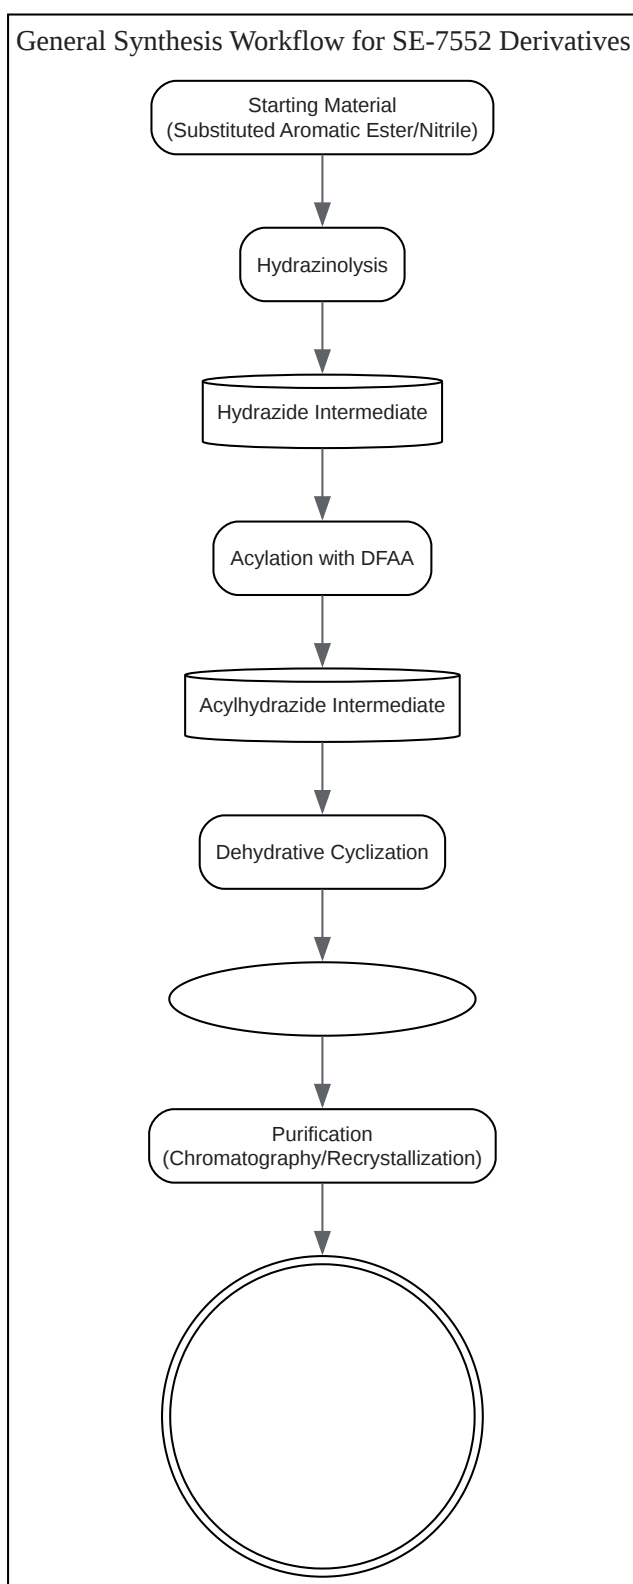 General Synthesis Workflow for SE-7552 Derivatives
Starting Material
(Substituted Aromatic Ester/Nitrile)
Hydrazinolysis
Hydrazide Intermediate
Acylation with DFAA
Acylhydrazide Intermediate
Dehydrative Cyclization
Purification
(Chromatography/Recrystallization)